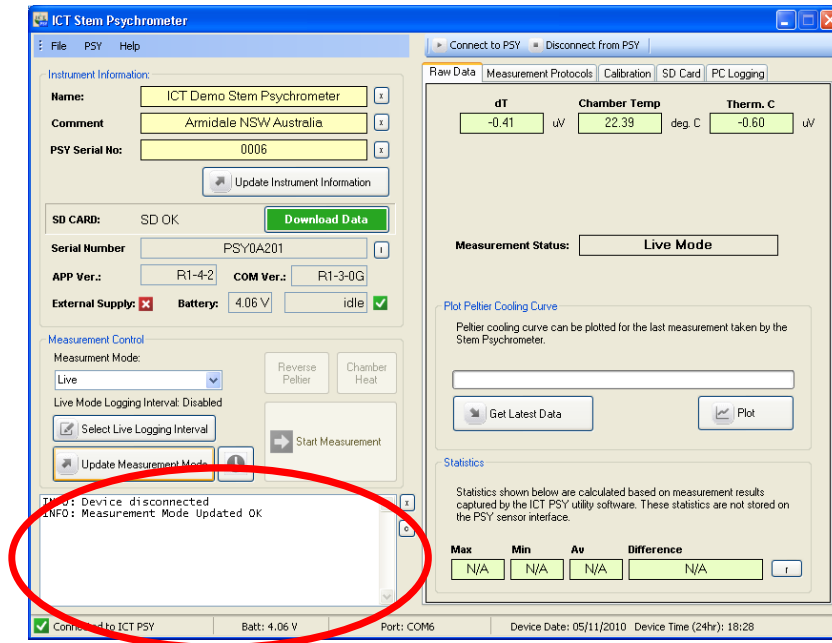 ICT Stem Psychrometer
File PSY Help
Connect to PSY Disconnect from PSY
Instrument Information:
Name: ICT Demo Stem Psychrometer x
Comment Armidale NSW Australia x
PSY Serial No: 0006 x
Update Instrument Information
SD CARD: SD OK Download Data
Serial Number PSY0A201 I
APP Ver.: R1-4-2 COM Ver.: R1-3-0G
External Supply: Battery: 4.06 V idle
Measurement Control
Measurment Mode:
Live
Reverse Peltier
Chamber Heat
Live Mode Logging Interval: Disabled
Select Live Logging Interval
Start Measurement
Update Measurement Mode
INFO: Device disconnected
INFO: Measurement Mode Updated OK
x
c
Raw Data Measurement Protocols Calibration SD Card PC Logging
dT Chamber Temp Therm. C
-0.41 uV 22.39 deg. C -0.60 uV
Measurement Status: Live Mode
Plot Peltier Cooling Curve
Peltier cooling curve can be plotted for the last measurement taken by the
Stem Psychrometer.
Get Latest Data Plot
Statistics
Statistics shown below are calculated based on measurement results
captured by the ICT PSY utility software. These statistics are not stored on
the PSY sensor interface.
Max Min Av Difference
N/A N/A N/A N/A r
Connected to ICT PSY Batt: 4.06 V Port: COM6 Device Date: 05/11/2010 Device Time (24hr): 18:28